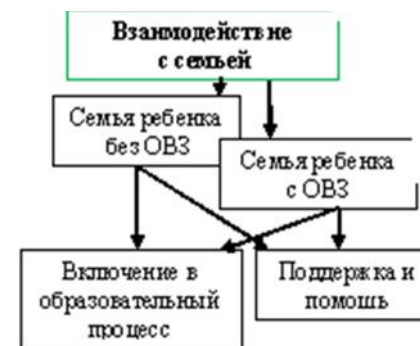 Взаимодействие
с семьей
Семья ребенка
без ОВЗ
Семья ребенка
с ОВЗ
Включение в
образовательный
процесс
Поддержка и
помощь